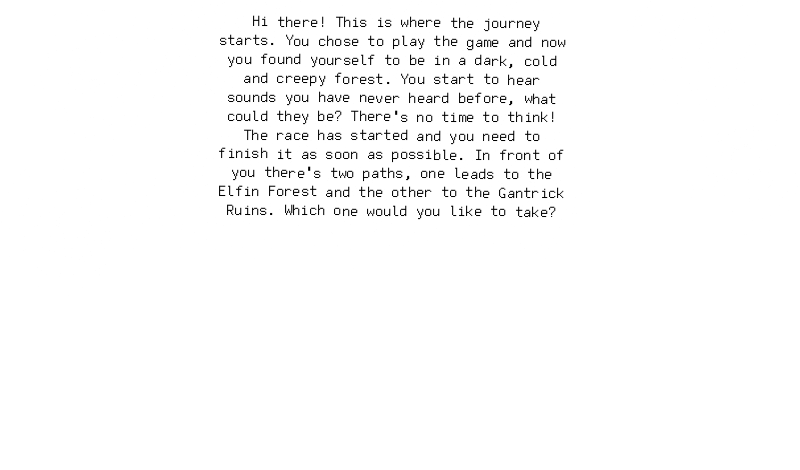 Hi there! This is where the journey
starts. You chose to play the game and now
you found yourself to be in a dark, cold
and creepy forest. You start to hear
sounds you have never heard before, what
could they be? There's no time to think!
The race has started and you need to
finish it as soon as possible. In front of
you there's two paths, one leads to the
Elfin Forest and the other to the Gantrick
Ruins. Which one would you like to take?